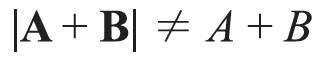 |𝐀 + 𝐁| ≠ A + B